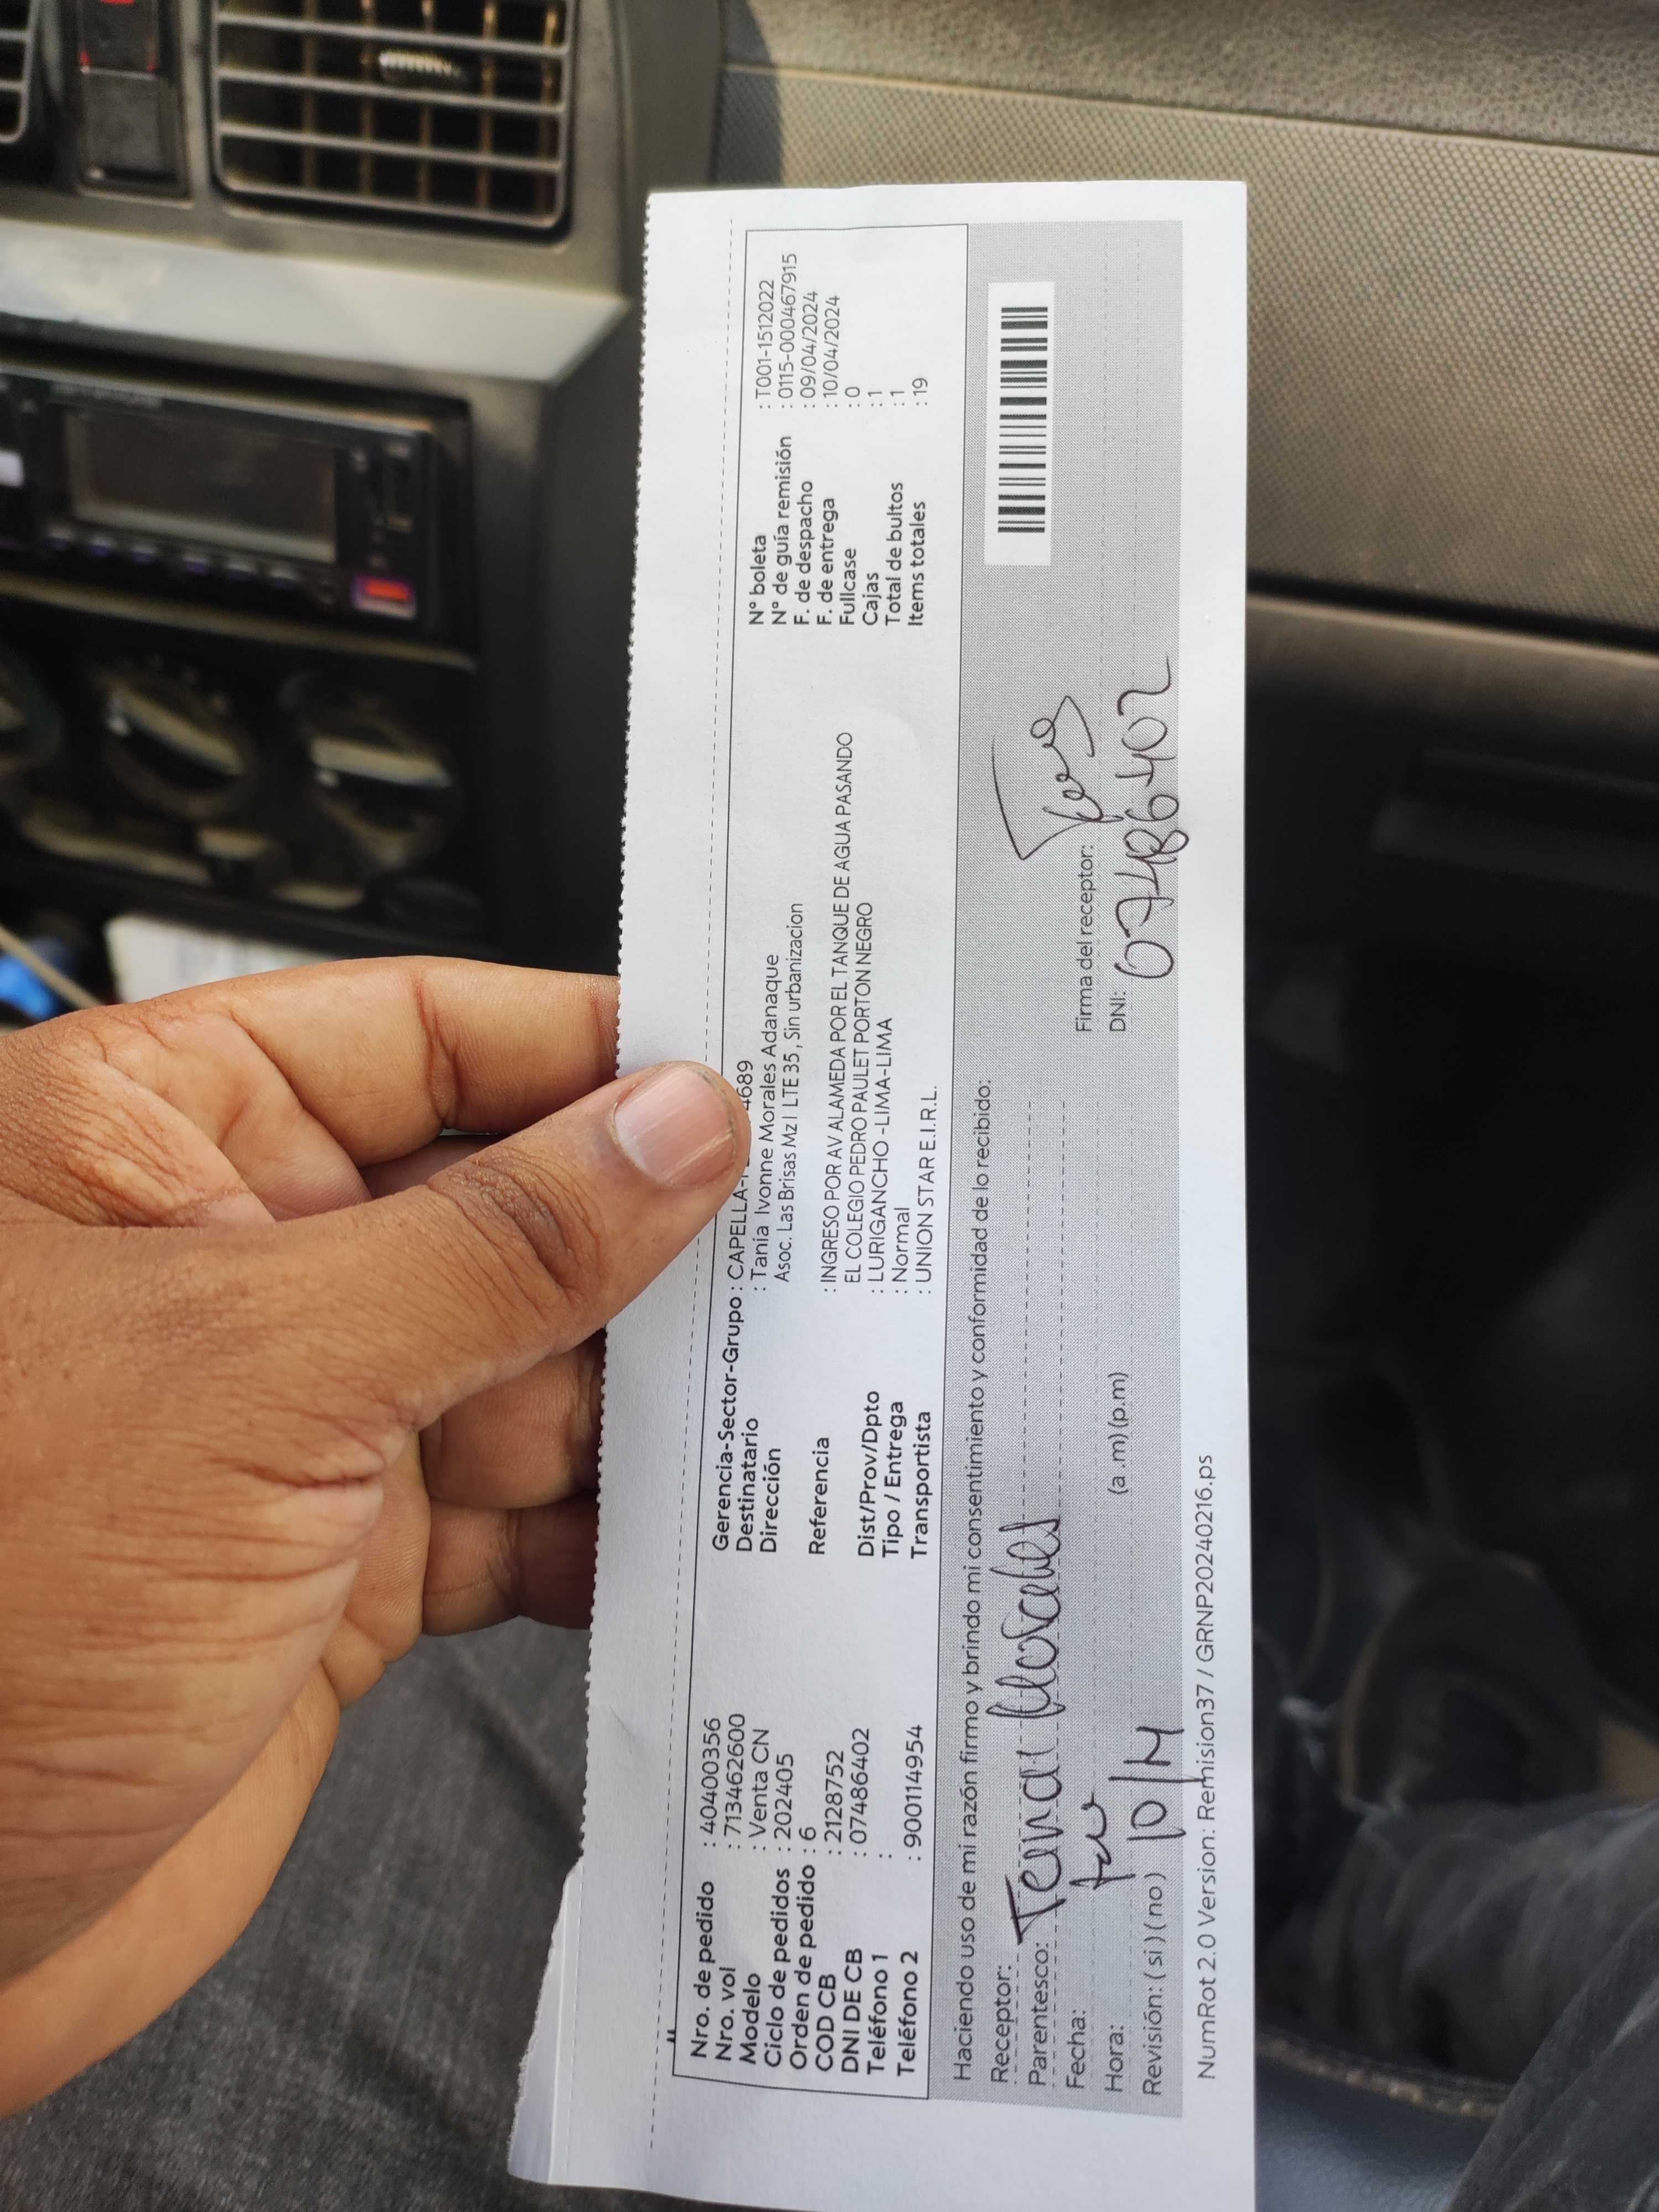 Nro. de pedido : 40400356
Nro. vol : 713462600
Modelo : Venta CN
Ciclo de pedidos : 202405
Orden de pedido : 6
COD CB : 2128752
DNI DE CB : 07486402
Teléfono 1 :
Teléfono 2 : 900114954
Gerencia-Sector-Grupo : CAPELLA- 4689
Destinatario : Tania Ivonne Morales Adanaque
Dirección Asoc. Las Brisas Mz I LTE 35, Sin urbanizacion
Referencia : INGRESO POR AV ALAMEDA POR EL TANQUE DE AGUA PASANDO
EL COLEGIO PEDRO PAULET PORTON NEGRO
Dist/Prov/Dpto : LURIGANCHO -LIMA-LIMA
Tipo / Entrega : Normal
Transportista : UNION STAR E.I.R.L.
N° boleta : T001-1512022
N° de guía remisión : 0115-0000467915
F. de despacho : 09/04/2024
F. de entrega : 10/04/2024
Fullcase : 0
Cajas : 1
Total de bultos : 1
Items totales : 19
Haciendo uso de mi razón firmo y brindo mi consentimiento y conformidad de lo recibido:
Receptor:
Parentesco: Tania Morales
Fecha:
Hora: 10/4 (a .m) (p.m)
Revisión: ( si ) ( no )
Firma del receptor:
DNI: 07486402
NumRot 2.0 Version: Remision37 / GRNP20240216.ps